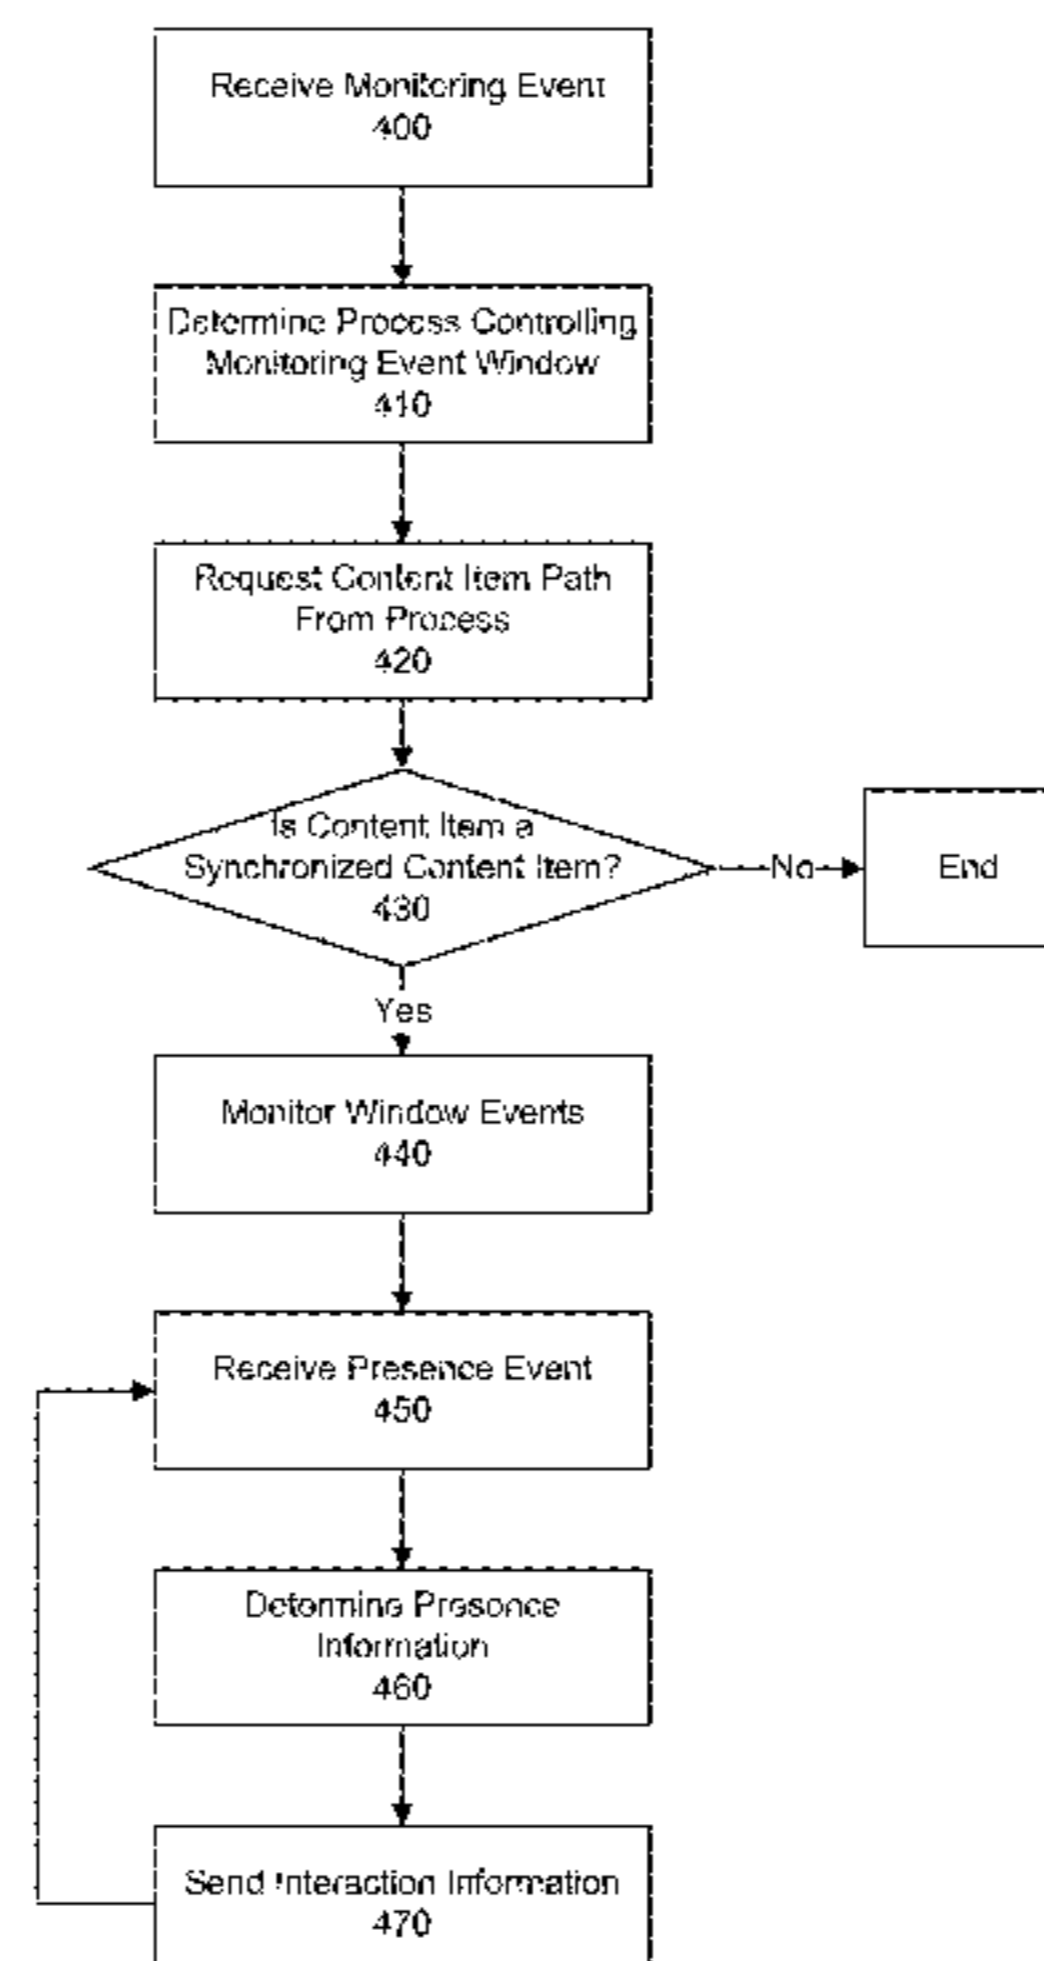 Receive Monitoring Event
400
Determine Process Controlling
Monitoring Event Window
410
Request Content Item Path
From Process
420
Is Content Item a
Synchronized Content Item?
430
No
End
Yes
Monitor Window Events
440
Receive Presence Event
450
Determine Presence
Information
460
Send Interaction Information
470